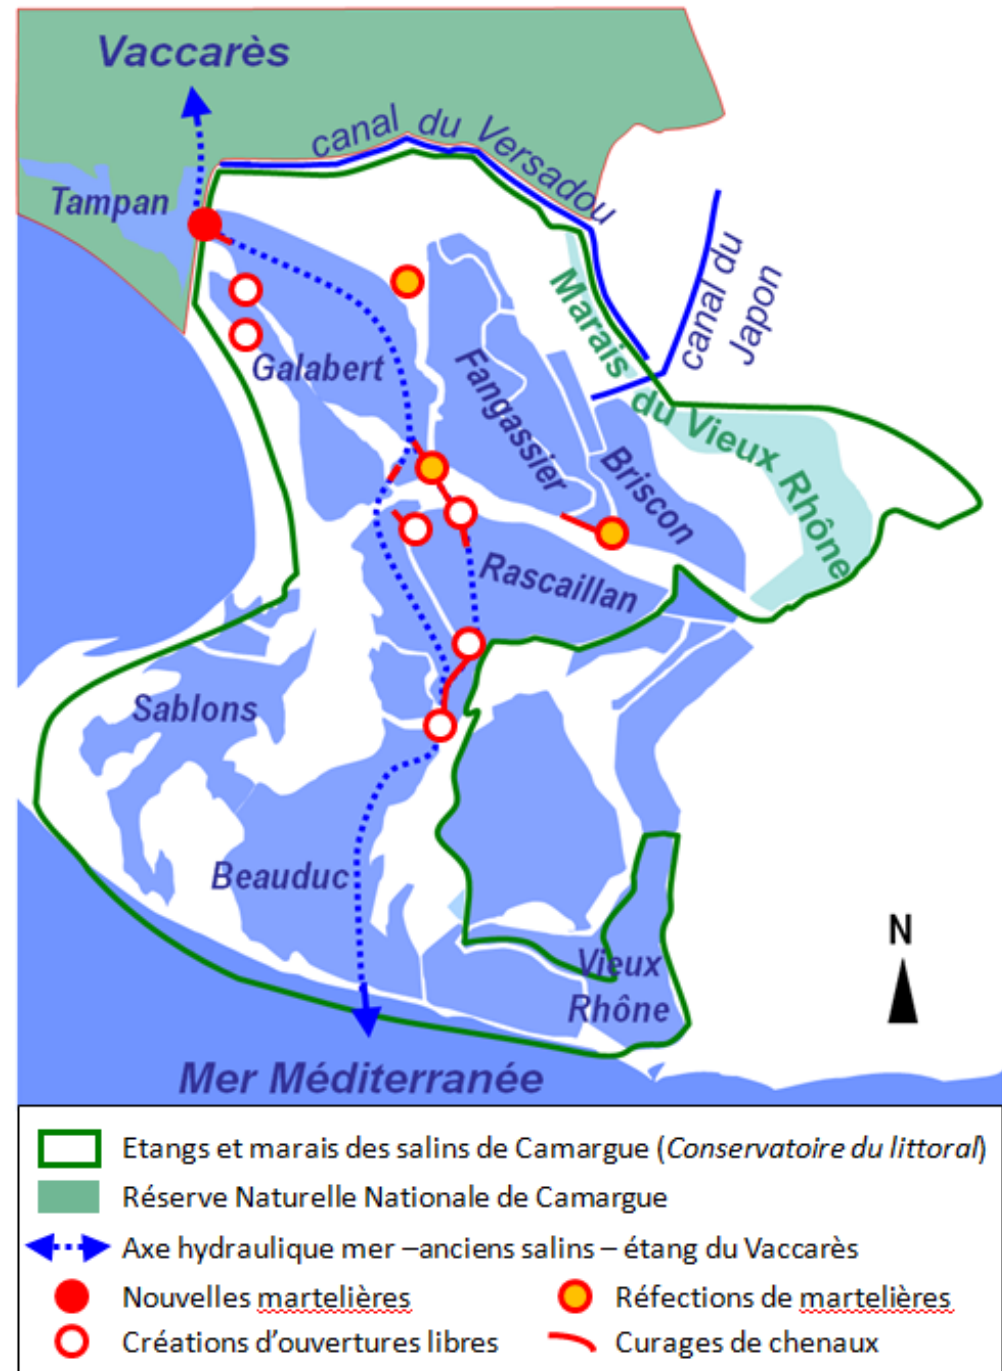 Vaccarès
canal du Versadou
Tampan
canal du
Japon
Marais
du Vieux Rhône
Galabert
Fangassier
Briscon
Rascaillan
Sablons
Beauduc
Vieux
Rhône
N
Mer Méditerranée
Etangs et marais des salins de Camargue (Conservatoire du littoral)
Réserve Naturelle Nationale de Camargue
Axe hydraulique mer –anciens salins – étang du Vaccarès
Nouvelles martelières
Réfections de martelières
Créations d'ouvertures libres
Curages de chenaux